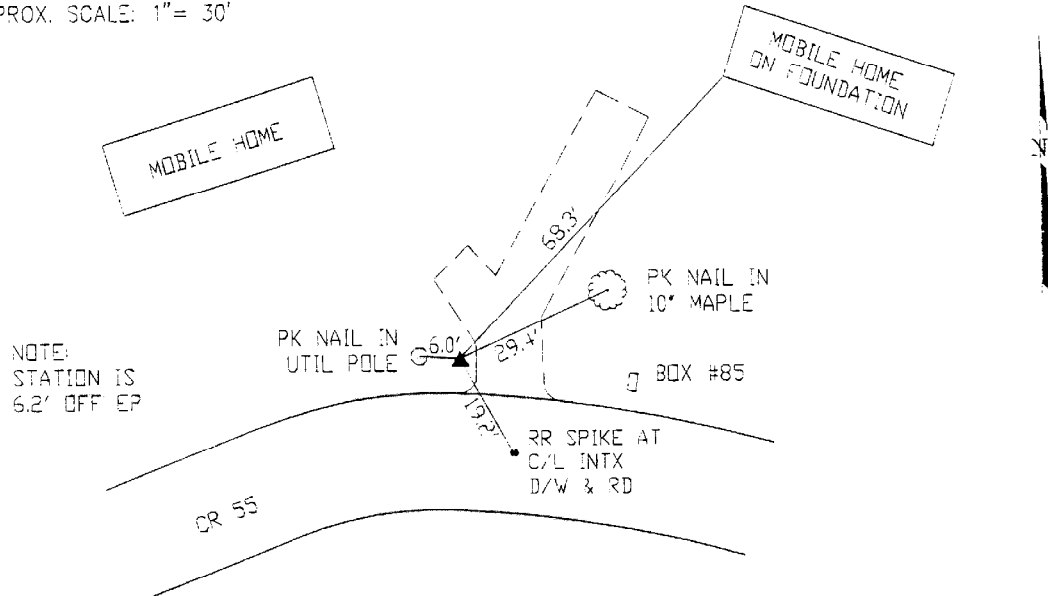 PROX. SCALE: 1"= 30'
MOBILE HOME
ON FOUNDATION
MOBILE HOME
68.3'
PK NAIL IN
10" MAPLE
PK NAIL IN
UTIL POLE
6.0'
29.4'
NOTE:
STATION IS
6.2' OFF EP
BOX #85
19.2'
RR SPIKE AT
C/L INTX
D/W & RD
CR 55
N